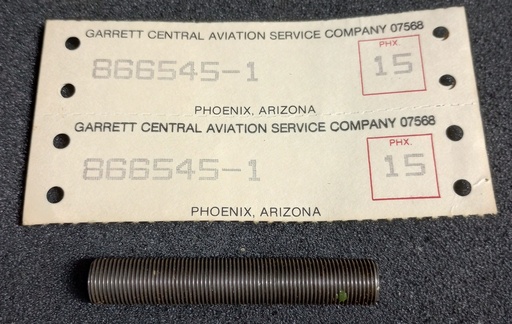 GARRETT CENTRAL AVIATION SERVICE COMPANY 07568
PHX.
866545-1 15
PHOENIX, ARIZONA
GARRETT CENTRAL AVIATION SERVICE COMPANY 07568
PHX.
866545-1 15
PHOENIX, ARIZONA